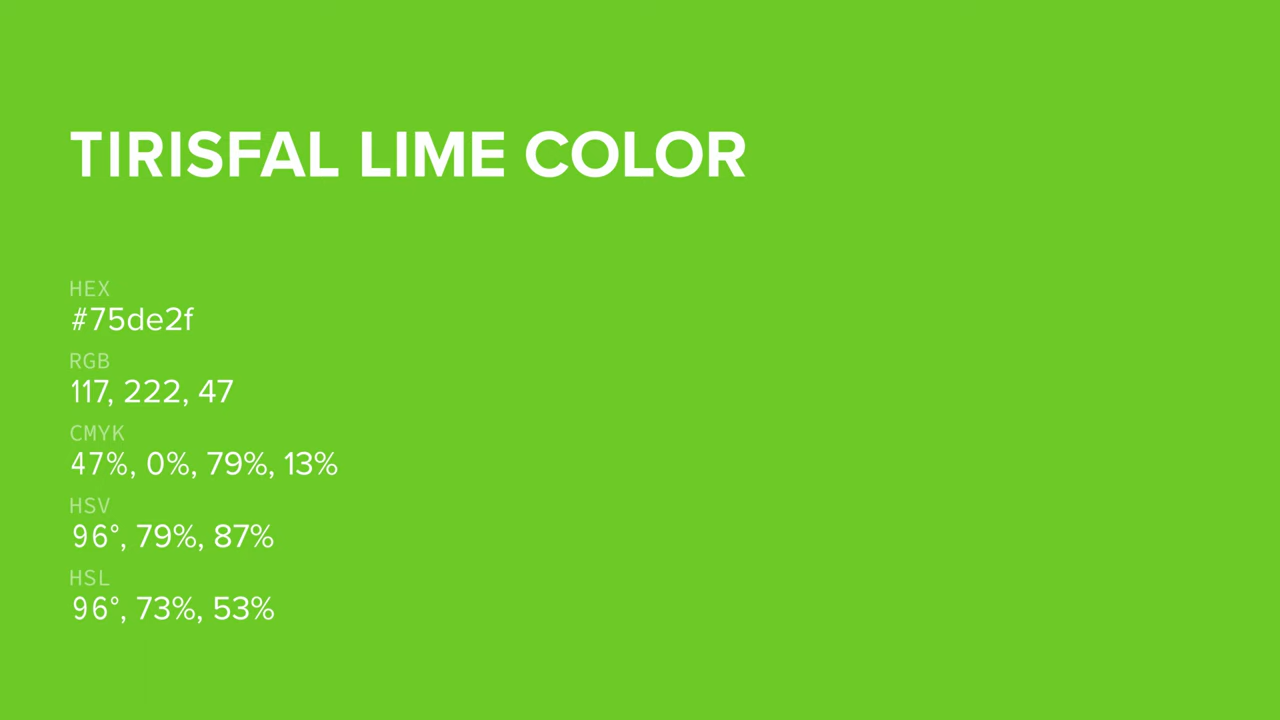 TIRISFAL LIME COLOR
HEX
#75de2f
RGB
117, 222, 47
CMYK
47%, 0%, 79%, 13%
HSV
96°, 79%, 87%
HSL
96°, 73%, 53%